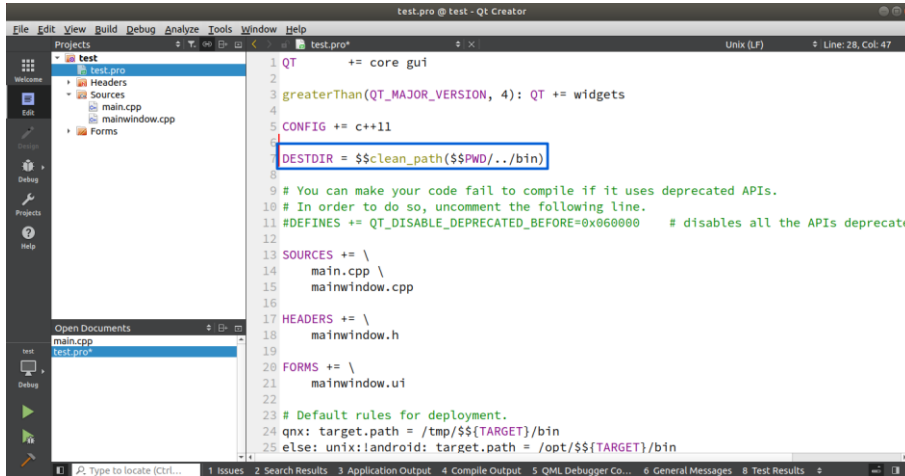 test.pro @ test - Qt Creator
File Edit View Build Debug Analyze Tools Window Help
Projects
test.pro*
Unix (LF)
Line: 28, Col: 47
Welcome
Edit
Design
Debug
Projects
Help
test
Debug
test
test.pro
Headers
Sources
main.cpp
mainwindow.cpp
Forms
Open Documents
main.cpp
test.pro*
1 QT += core gui
2
3 greaterThan(QT_MAJOR_VERSION, 4): QT += widgets
4
5 CONFIG += c++11
6
7 DESTDIR = $$clean_path($$PWD/../bin)
8
9 # You can make your code fail to compile if it uses deprecated APIs.
10 # In order to do so, uncomment the following line.
11 #DEFINES += QT_DISABLE_DEPRECATED_BEFORE=0x060000 # disables all the APIs deprecate
12
13 SOURCES += \
14 main.cpp \
15 mainwindow.cpp
16
17 HEADERS += \
18 mainwindow.h
19
20 FORMS += \
21 mainwindow.ui
22
23 # Default rules for deployment.
24 qnx: target.path = /tmp/$${TARGET}/bin
25 else: unix:!android: target.path = /opt/$${TARGET}/bin
Type to locate (Ctrl...
1 Issues 2 Search Results 3 Application Output 4 Compile Output 5 QML Debugger Co... 6 General Messages 8 Test Results